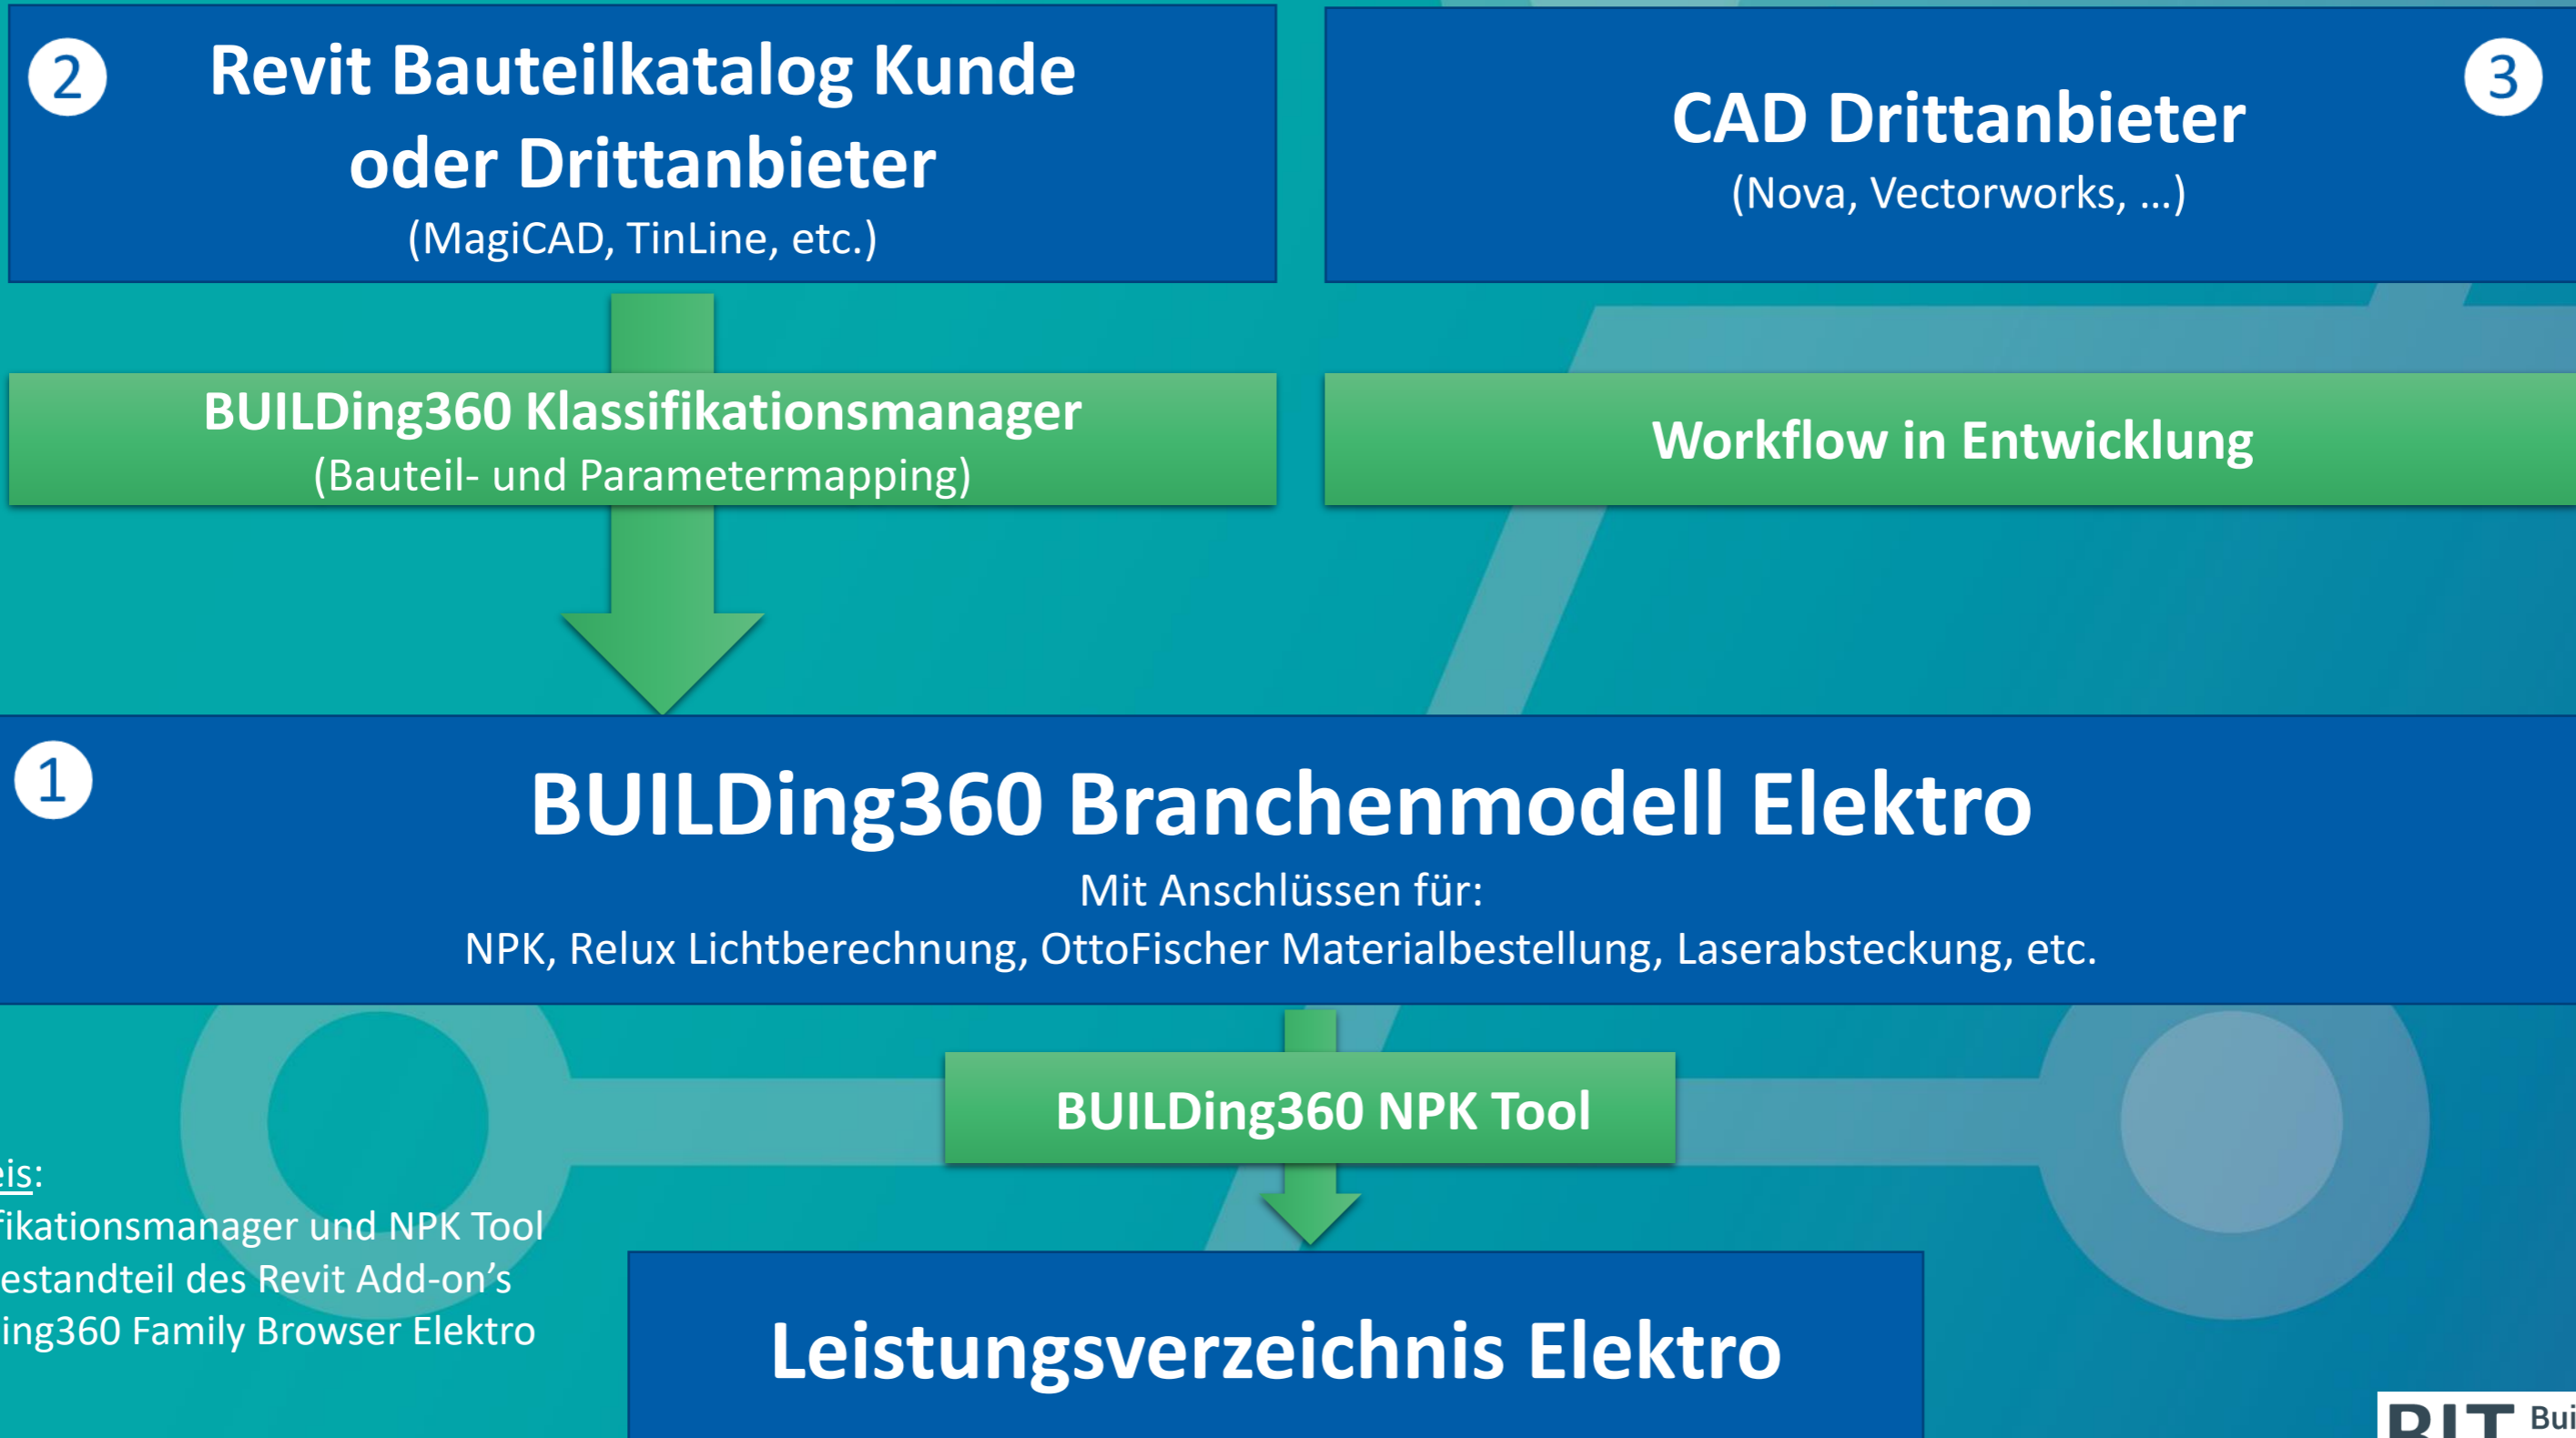 2
Revit Bauteilkatalog Kunde
oder Drittanbieter
(MagiCAD, TinLine, etc.)
3
CAD Drittanbieter
(Nova, Vectorworks, ...)
BUILDing360 Klassifikationsmanager
(Bauteil- und Parametermapping)
Workflow in Entwicklung
1
BUILDing360 Branchenmodell Elektro
Mit Anschlüssen für:
NPK, Relux Lichtberechnung, OttoFischer Materialbestellung, Laserabsteckung, etc.
BUILDing360 NPK Tool
eis:
fikationsmanager und NPK Tool
estandteil des Revit Add-on’s
ing360 Family Browser Elektro
Leistungsverzeichnis Elektro
Bui